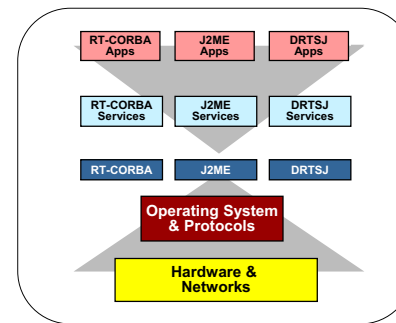 RT-CORBA Apps
J2ME Apps
DRTSJ Apps
RT-CORBA Services
J2ME Services
DRTSJ Services
RT-CORBA
J2ME
DRTSJ
Operating System
& Protocols
Hardware &
Networks